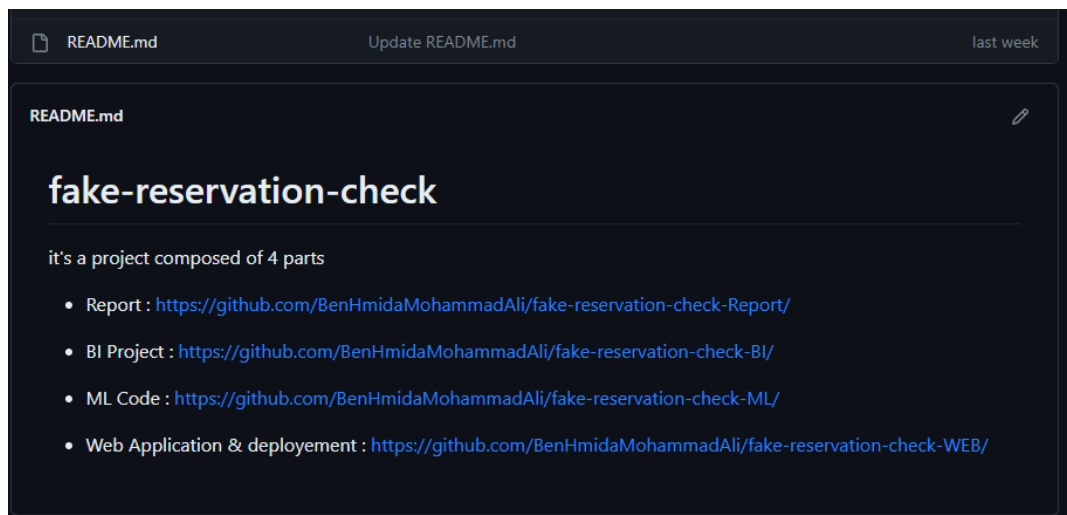 README.md Update README.md last week
README.md
fake-reservation-check
it's a project composed of 4 parts
Report : https://github.com/BenHmidaMohammadAli/fake-reservation-check-Report/
BI Project : https://github.com/BenHmidaMohammadAli/fake-reservation-check-BI/
ML Code : https://github.com/BenHmidaMohammadAli/fake-reservation-check-ML/
Web Application & deployement : https://github.com/BenHmidaMohammadAli/fake-reservation-check-WEB/